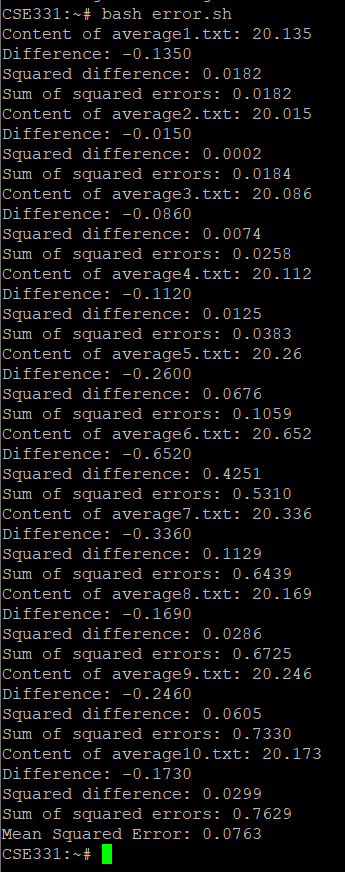 CSE331:~# bash error.sh
Content of average1.txt: 20.135
Difference: -0.1350
Squared difference: 0.0182
Sum of squared errors: 0.0182
Content of average2.txt: 20.015
Difference: -0.0150
Squared difference: 0.0002
Sum of squared errors: 0.0184
Content of average3.txt: 20.086
Difference: -0.0860
Squared difference: 0.0074
Sum of squared errors: 0.0258
Content of average4.txt: 20.112
Difference: -0.1120
Squared difference: 0.0125
Sum of squared errors: 0.0383
Content of average5.txt: 20.26
Difference: -0.2600
Squared difference: 0.0676
Sum of squared errors: 0.1059
Content of average6.txt: 20.652
Difference: -0.6520
Squared difference: 0.4251
Sum of squared errors: 0.5310
Content of average7.txt: 20.336
Difference: -0.3360
Squared difference: 0.1129
Sum of squared errors: 0.6439
Content of average8.txt: 20.169
Difference: -0.1690
Squared difference: 0.0286
Sum of squared errors: 0.6725
Content of average9.txt: 20.246
Difference: -0.2460
Squared difference: 0.0605
Sum of squared errors: 0.7330
Content of average10.txt: 20.173
Difference: -0.1730
Squared difference: 0.0299
Sum of squared errors: 0.7629
Mean Squared Error: 0.0763
CSE331:~#